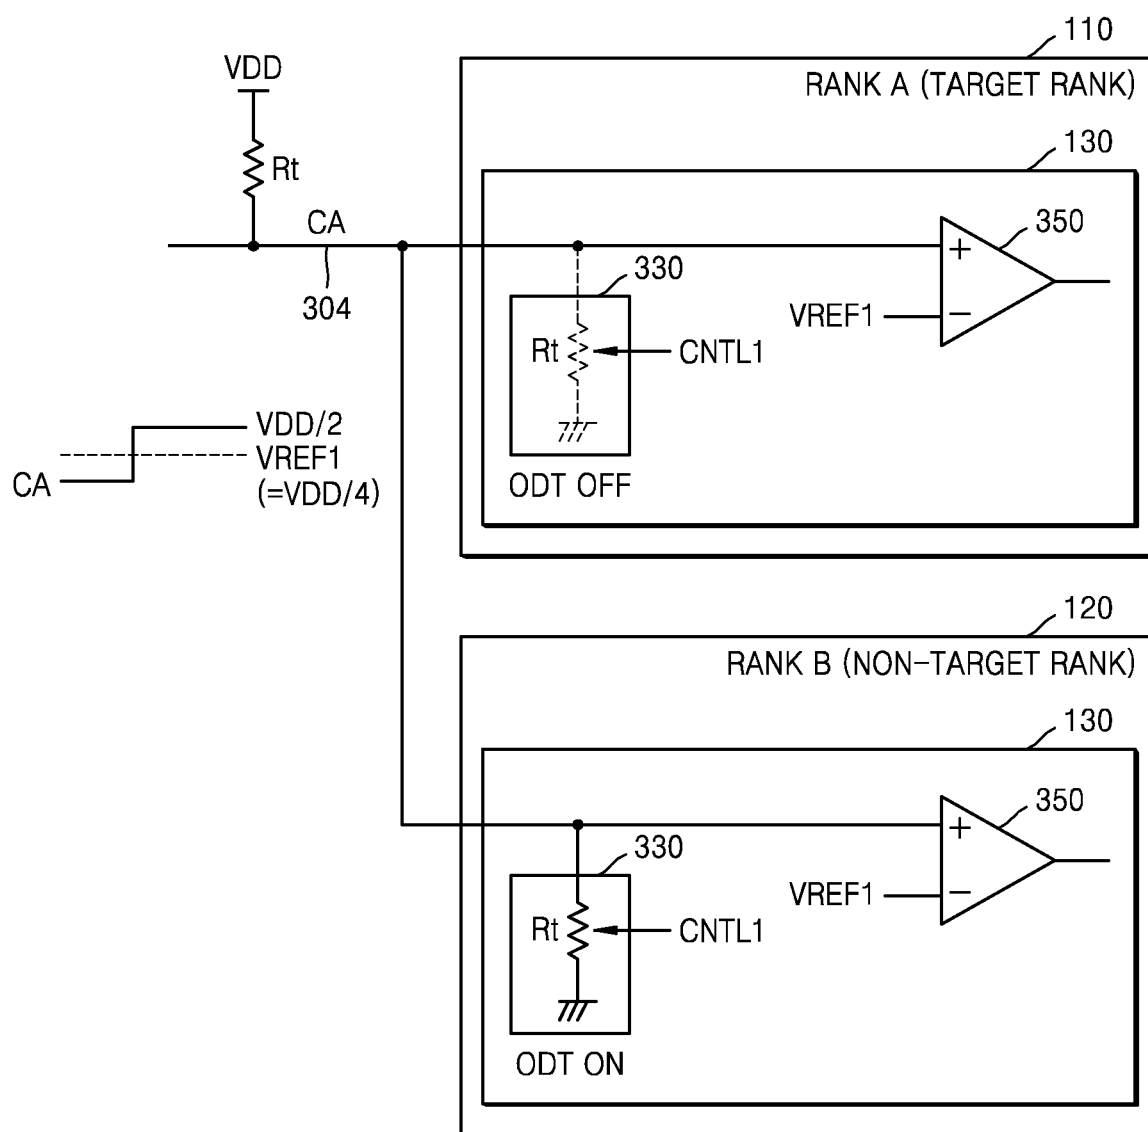 110
RANK A (TARGET RANK)
VDD
Rt
130
CA
304
350
+
−
330
VREF1
Rt
CNTL1
ODT OFF
VDD/2
VREF1
(=VDD/4)
CA
120
RANK B (NON-TARGET RANK)
130
350
+
−
330
VREF1
Rt
CNTL1
ODT ON